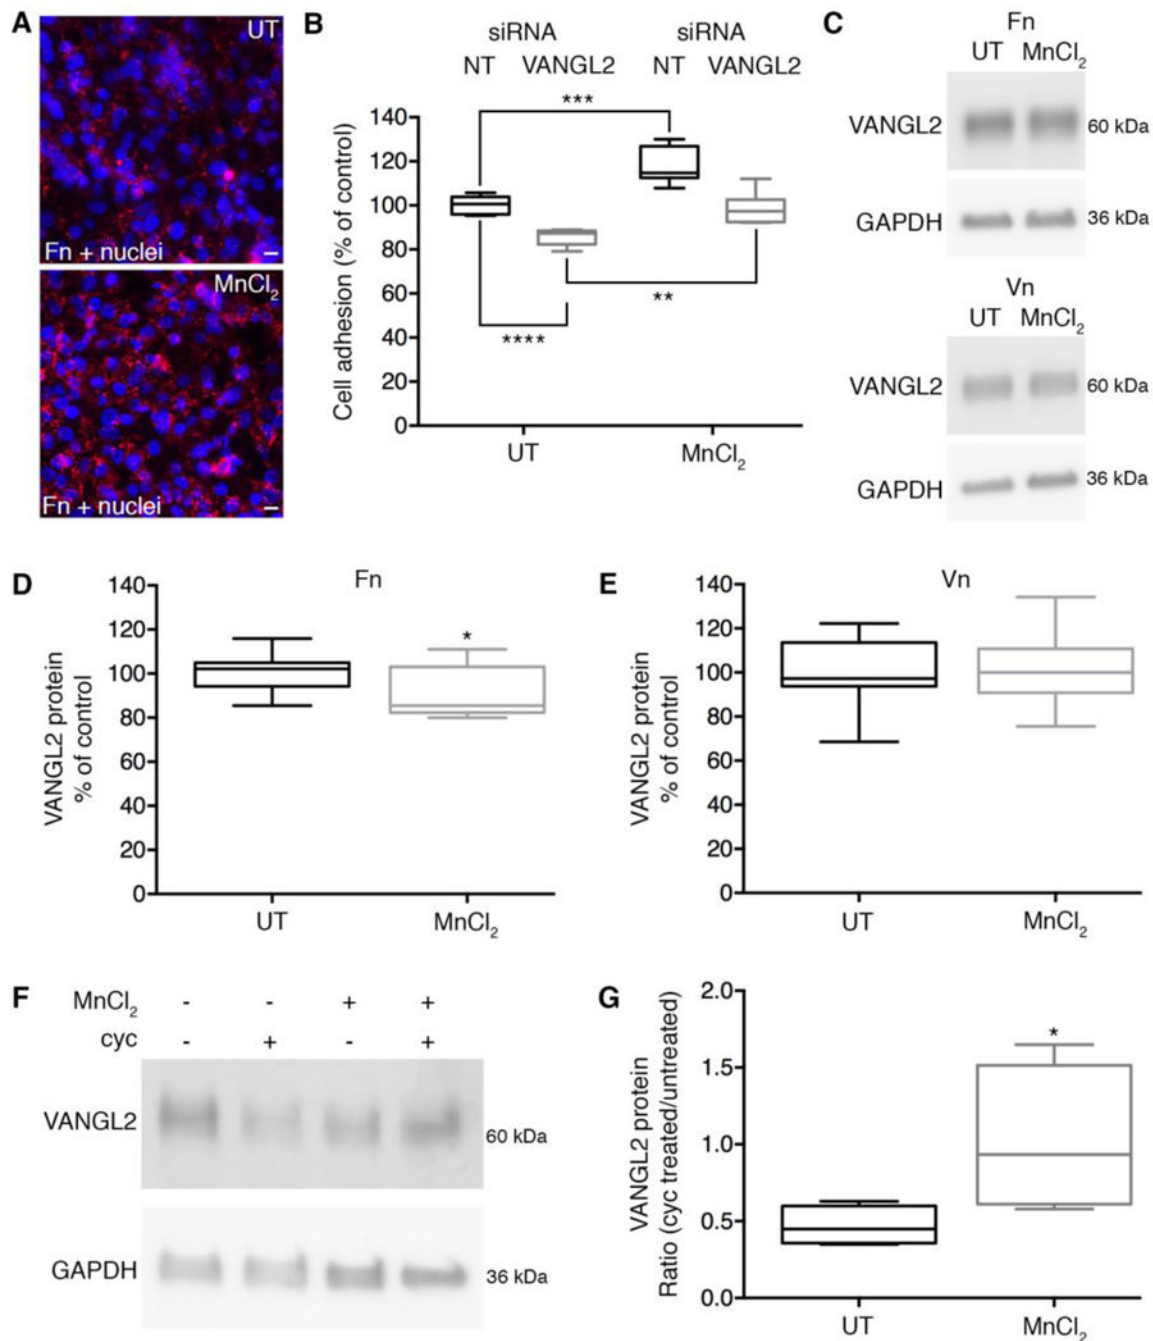 A
UT
Fn + nuclei
MnCl₂
Fn + nuclei
B
siRNA siRNA
NT VANGL2 NT VANGL2
***
140
120
100
80
60
40
20
0
Cell adhesion (% of control)
**
****
UT MnCl₂
C
Fn
UT MnCl₂
VANGL2 60 kDa
GAPDH 36 kDa
Vn
UT MnCl₂
VANGL2 60 kDa
GAPDH 36 kDa
D
Fn
140
120
100
80
60
40
20
0
VANGL2 protein
% of control
*
UT MnCl₂
E
Vn
140
120
100
80
60
40
20
0
VANGL2 protein
% of control
UT MnCl₂
F
MnCl₂ - - + +
cyc - + - +
VANGL2 60 kDa
GAPDH 36 kDa
G
2.0
1.5
1.0
0.5
0.0
VANGL2 protein
Ratio (cyc treated/untreated)
*
UT MnCl₂